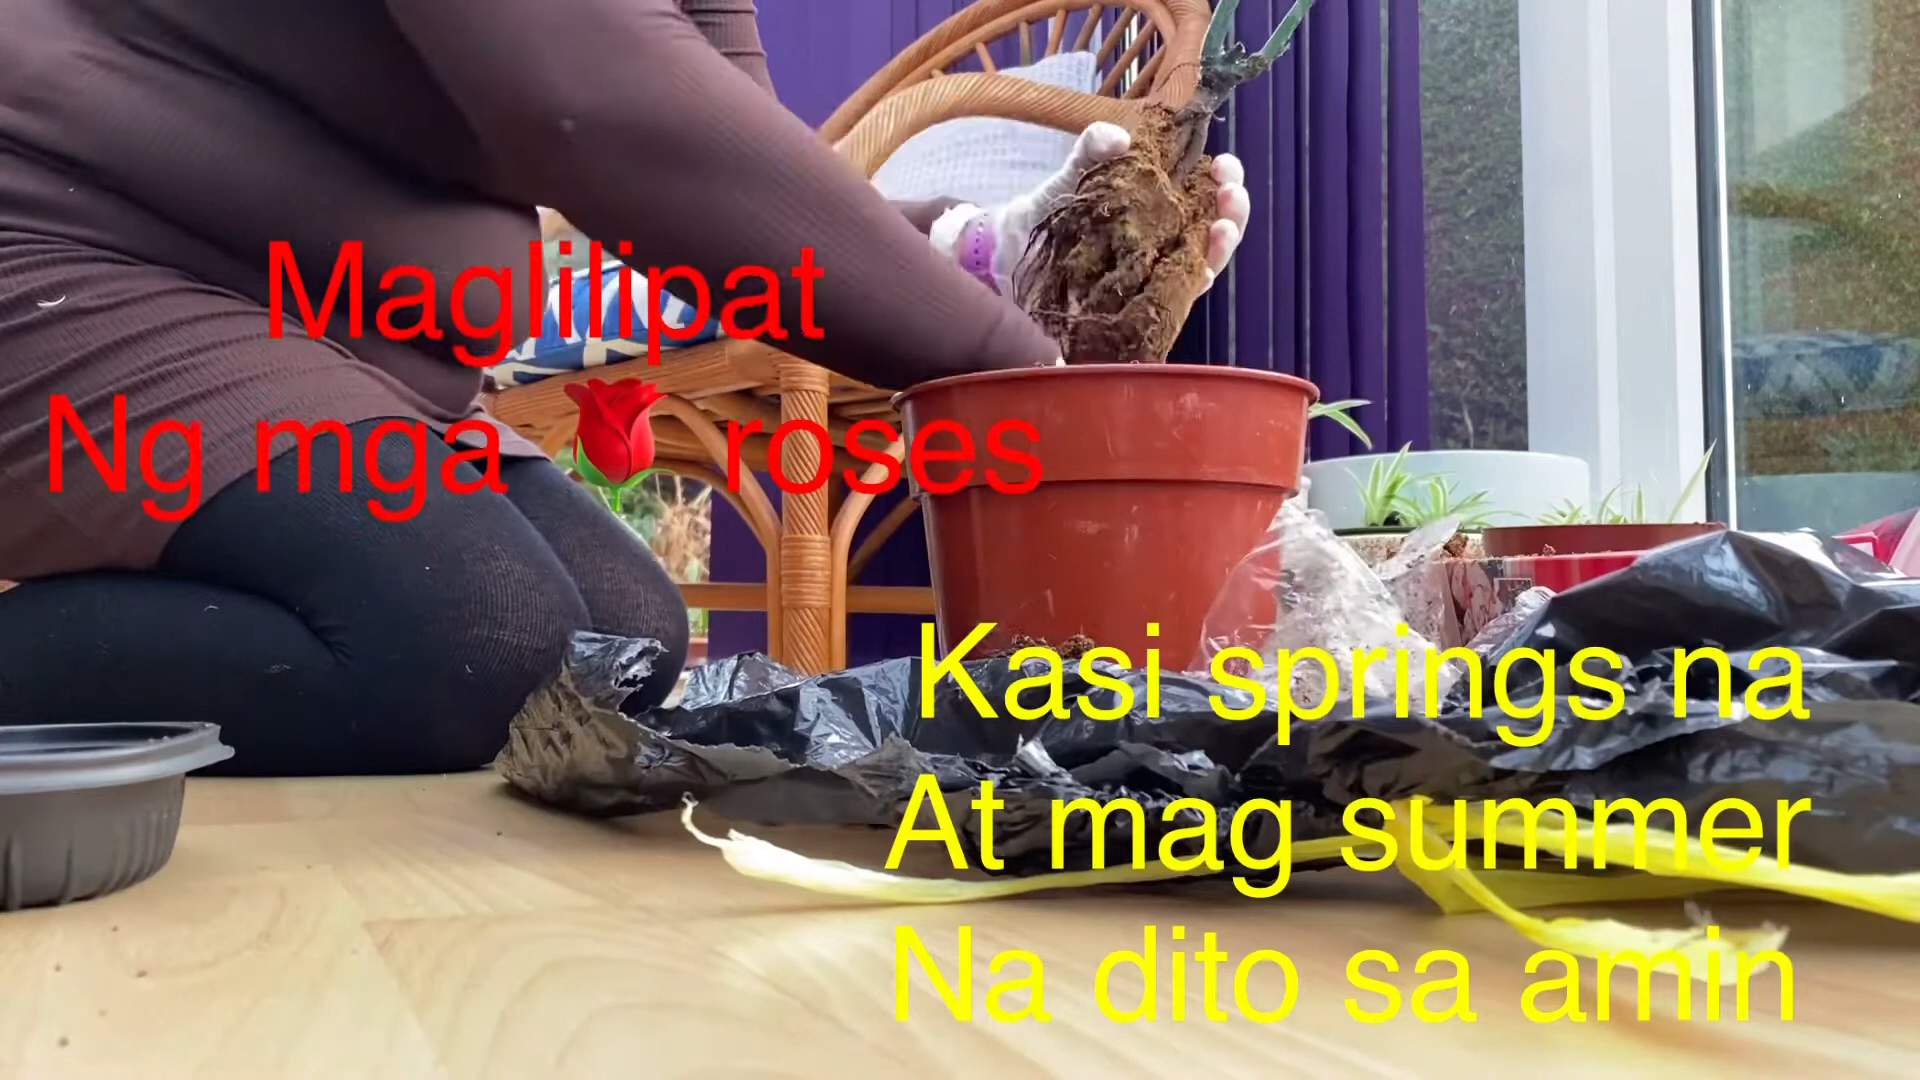 Maglilipat
Ng mga 🌹 roses
Kasi springs na
At mag summer
Na dito sa amin